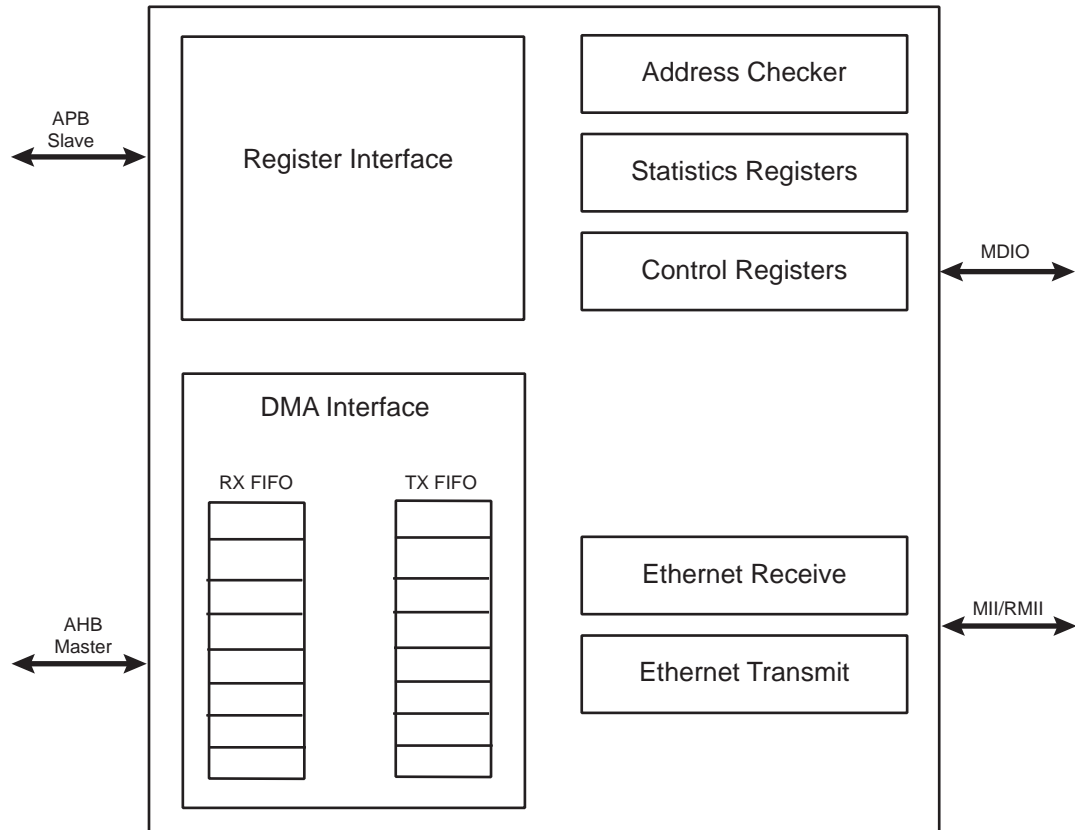 Address Checker
APB
Slave
Register Interface
Statistics Registers
Control Registers
MDIO
DMA Interface
RX FIFO
TX FIFO
Ethernet Receive
MII/RMII
AHB
Master
Ethernet Transmit